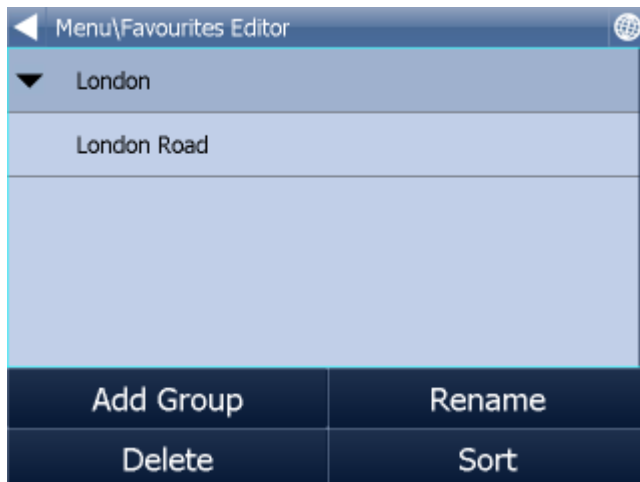 Menu\Favourites Editor
London
London Road
Add Group
Rename
Delete
Sort